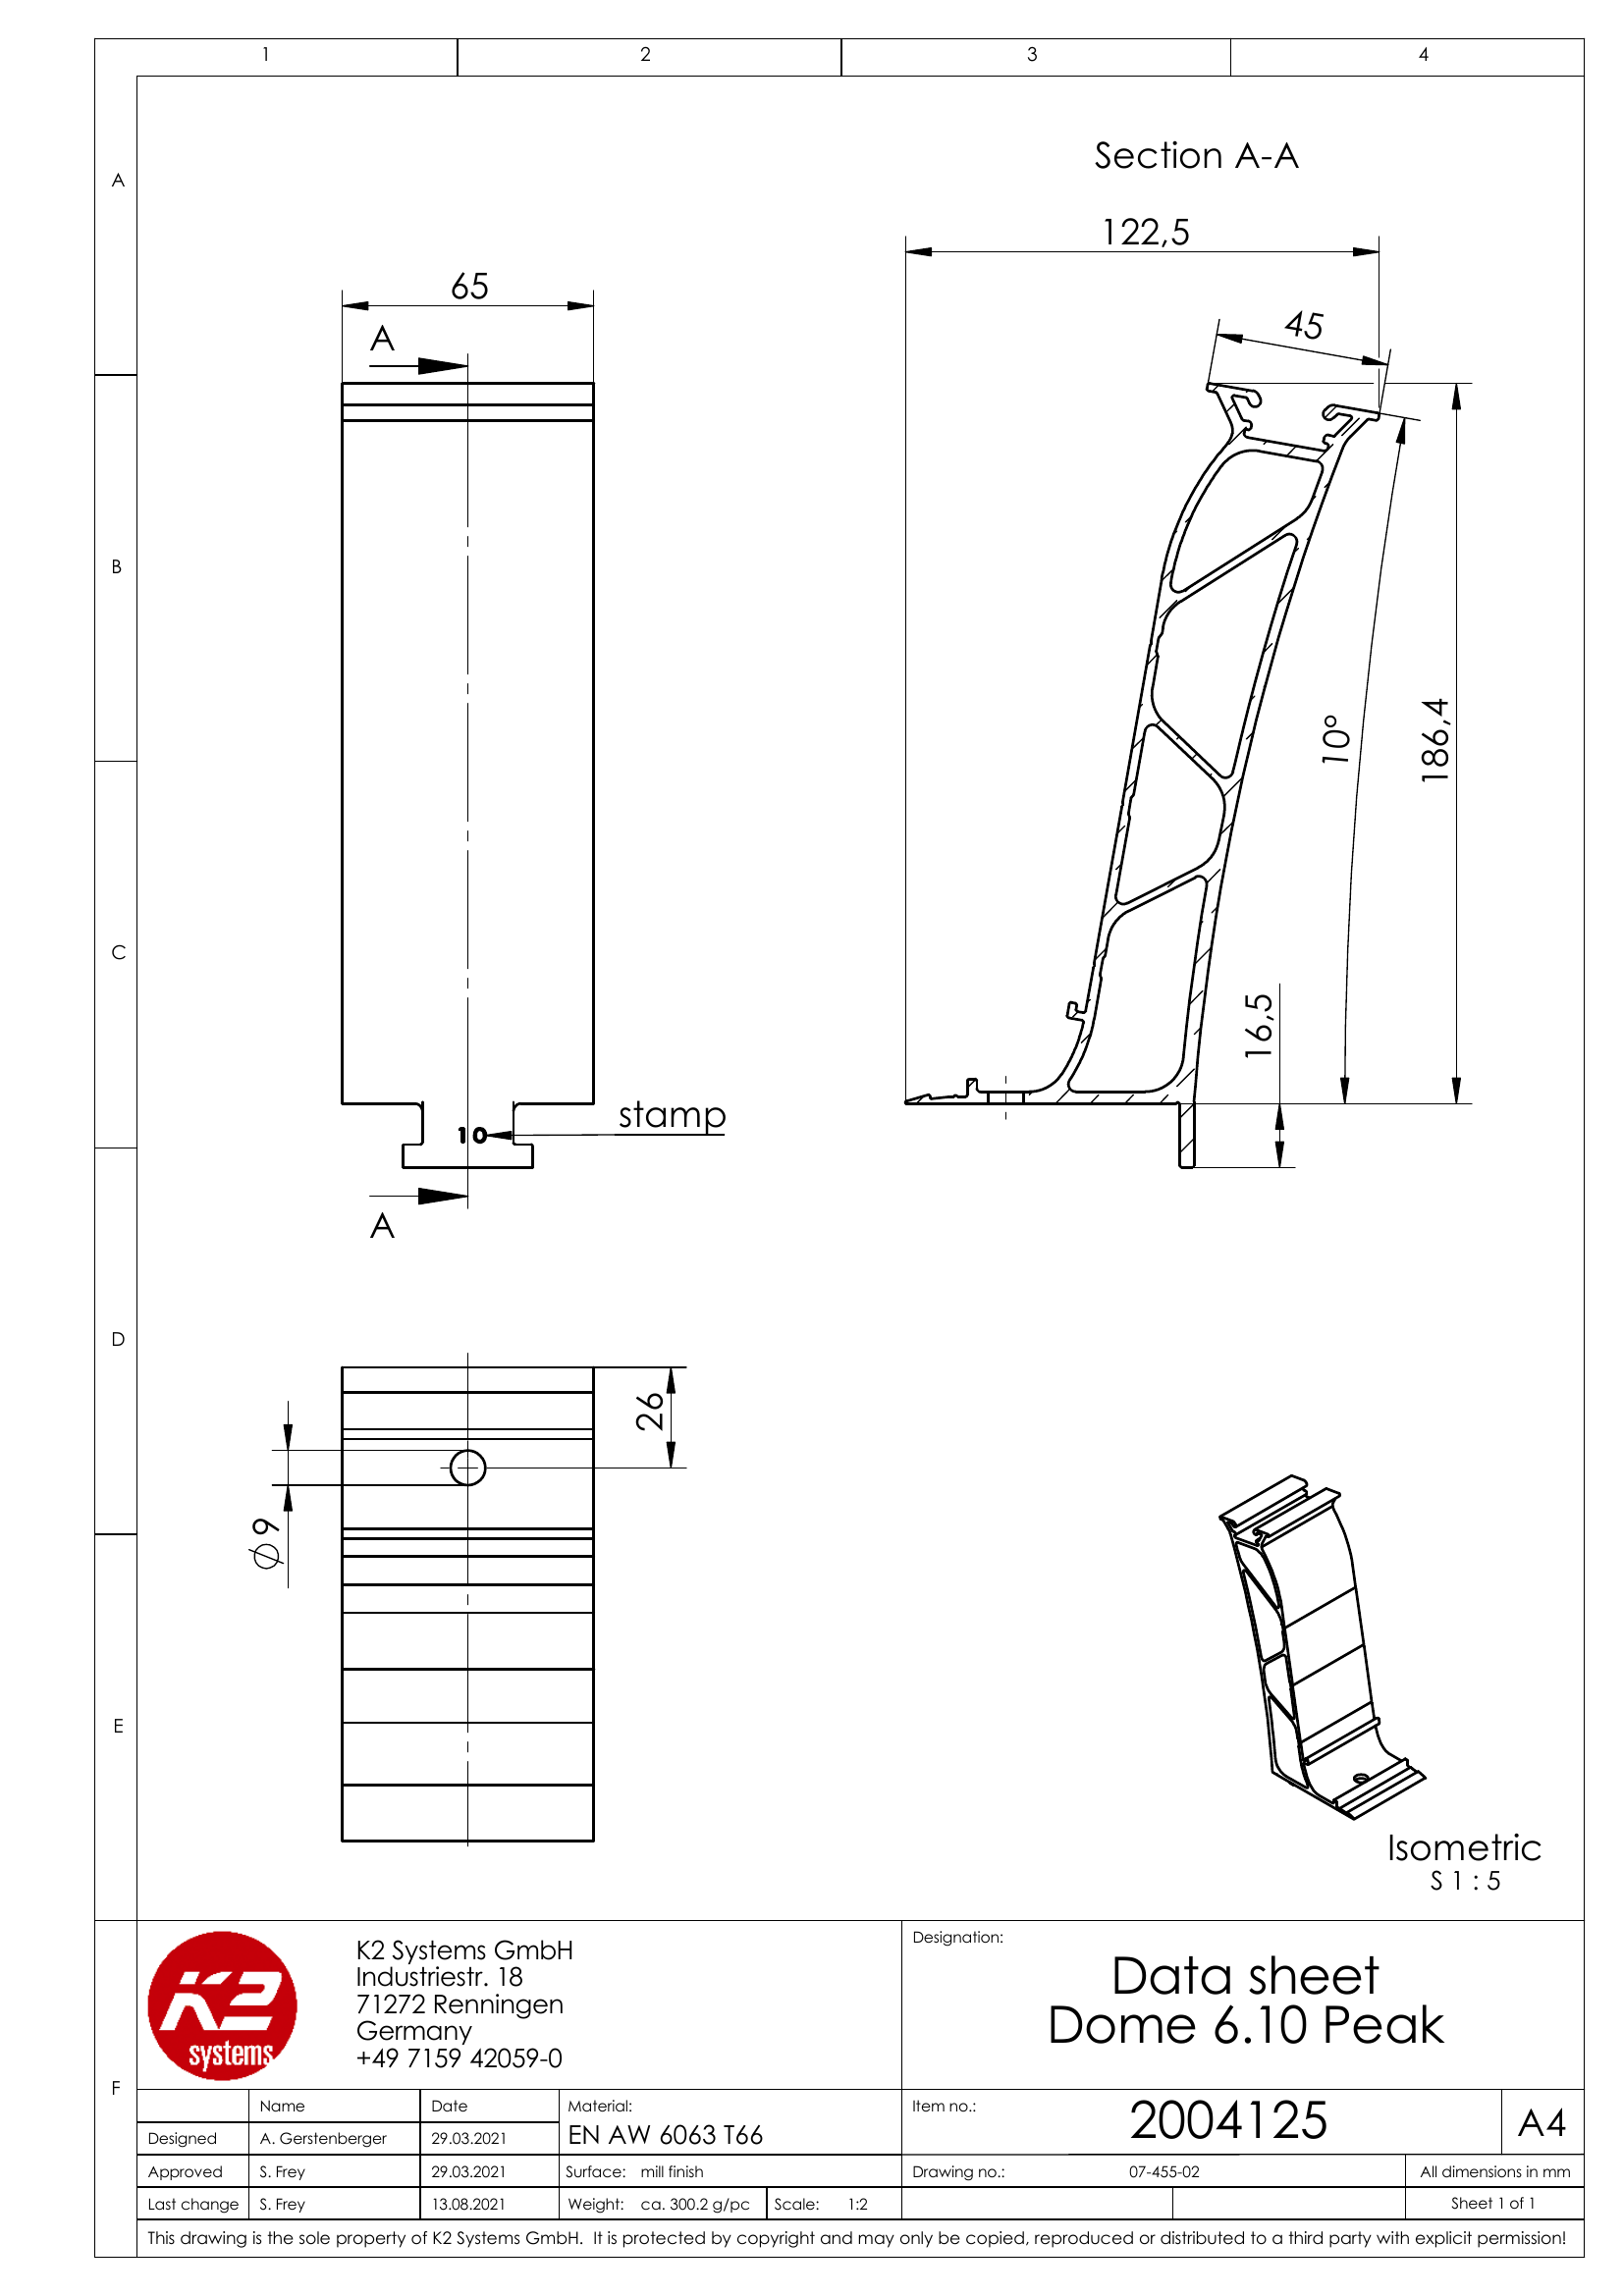 1 2 3 4
A
B
C
D
E
F
Section A-A
122,5
45
65
A
10°
186,4
16,5
stamp
10
A
26
⌀9
Isometric
S 1 : 5
K2 systems
K2 Systems GmbH
Industriestr. 18
71272 Renningen
Germany
+49 7159 42059-0
Designation:
Data sheet
Dome 6.10 Peak
Name Date Material:
EN AW 6063 T66
Item no.: 2004125 A4
Designed A. Gerstenberger 29.03.2021
Approved S. Frey 29.03.2021 Surface: mill finish Drawing no.: 07-455-02 All dimensions in mm
Last change S. Frey 13.08.2021 Weight: ca. 300.2 g/pc Scale: 1:2 Sheet 1 of 1
This drawing is the sole property of K2 Systems GmbH. It is protected by copyright and may only be copied, reproduced or distributed to a third party with explicit permission!